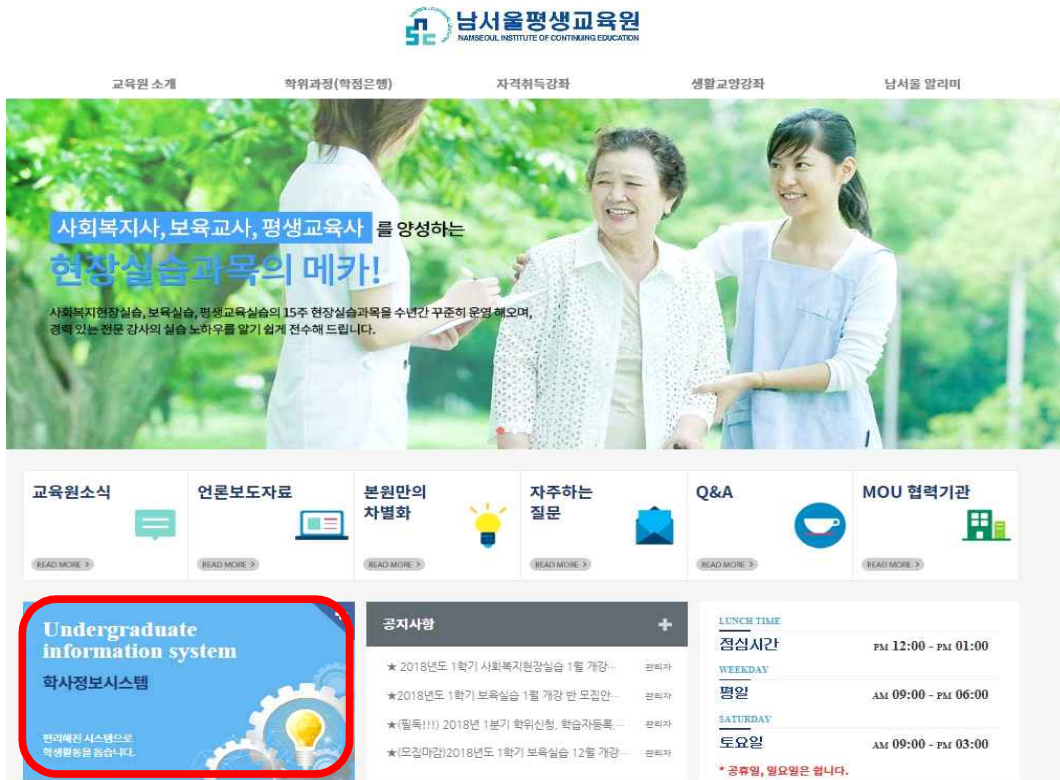 남서울평생교육원
NAMSEOUL INSTITUTE OF CONTINUING EDUCATION
교육원 소개
학위과정(학점은행)
자격취득강좌
생활교양강좌
남서울 알리미
사회복지사, 보육교사, 평생교육사 를 양성하는
현장실습과목의 메카!
사회복지현장실습, 보육실습, 평생교육실습의 15주 현장실습과목을 수년간 꾸준히 운영 해오며,
경력 있는 전문 강사의 실습 노하우를 알기 쉽게 전수해 드립니다.
교육원소식
READ MORE >
언론보도자료
READ MORE >
본원만의
차별화
READ MORE >
자주하는
질문
READ MORE >
Q&A
READ MORE >
MOU 협력기관
READ MORE >
Undergraduate
information system
학사정보시스템
편리해진 시스템으로
학생활동을 돕습니다.
공지사항 +
★ 2018년도 1학기 사회복지현장실습 1월 개강… 관리자
★2018년도 1학기 보육실습 1월 개강 반 모집안… 관리자
★(필독!!!) 2018년 1분기 학위신청, 학습자등록,… 관리자
★(모집마감)2018년도 1학기 보육실습 12월 개강… 관리자
LUNCH TIME
점심시간 PM 12:00 - PM 01:00
WEEKDAY
평일 AM 09:00 - PM 06:00
SATURDAY
토요일 AM 09:00 - PM 03:00
* 공휴일, 일요일은 쉽니다.